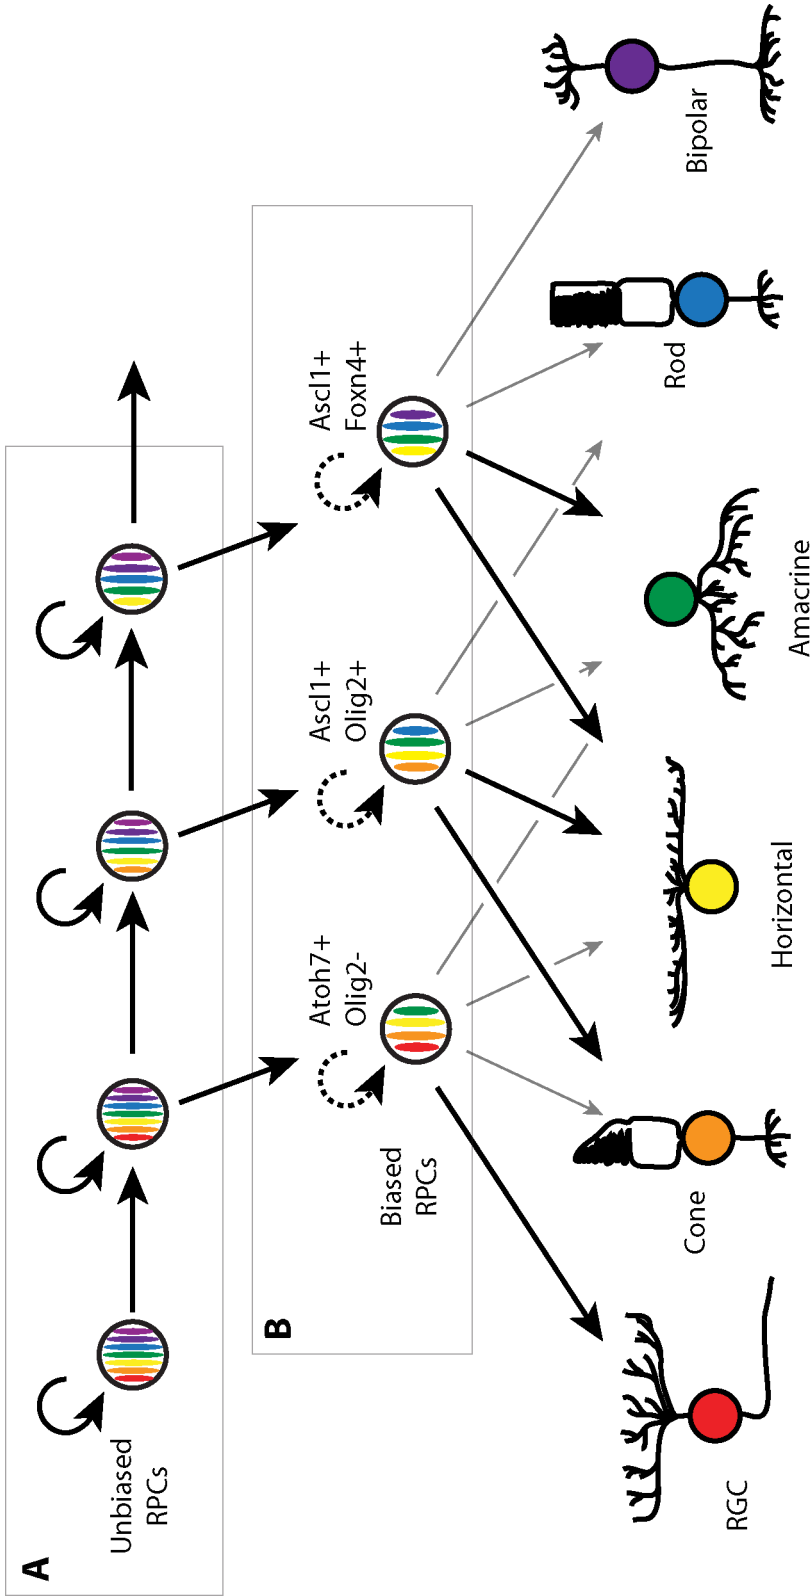 A
Unbiased
RPCs
B
Biased
RPCs
Atoh7+
Olig2-
Ascl1+
Olig2+
Ascl1+
Foxn4+
RGC
Cone
Horizontal
Amacrine
Rod
Bipolar